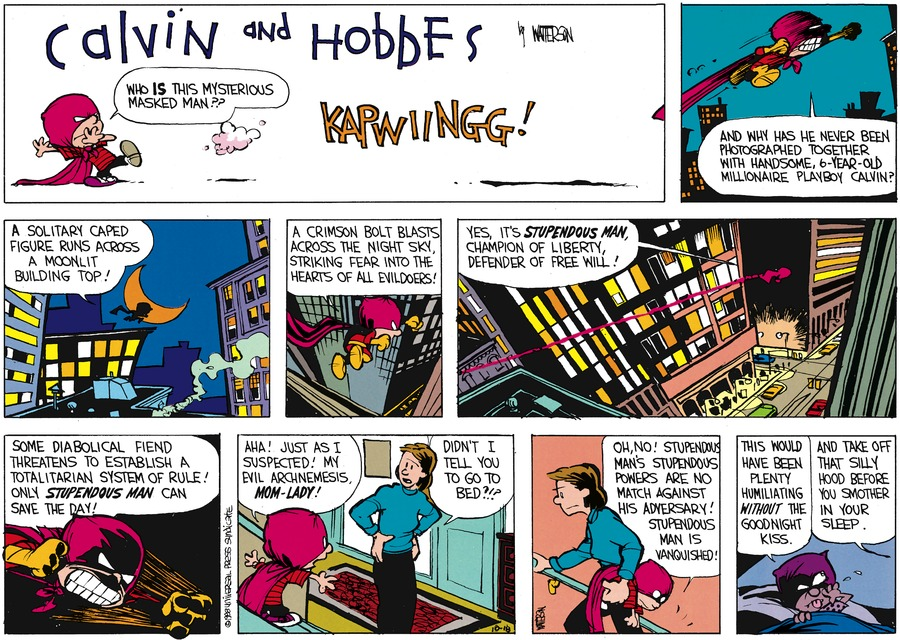 Calvin and Hobbes
by WATTERSON
WHO IS THIS MYSTERIOUS
MASKED MAN??
KAPWIINGG!
AND WHY HAS HE NEVER BEEN
PHOTOGRAPHED TOGETHER
WITH HANDSOME, 6-YEAR-OLD
MILLIONAIRE PLAYBOY CALVIN?
A SOLITARY CAPED
FIGURE RUNS ACROSS
A MOONLIT
BUILDING TOP!
A CRIMSON BOLT BLASTS
ACROSS THE NIGHT SKY,
STRIKING FEAR INTO THE
HEARTS OF ALL EVILDOERS!
YES, IT'S STUPENDOUS MAN,
CHAMPION OF LIBERTY,
DEFENDER OF FREE WILL!
SOME DIABOLICAL FIEND
THREATENS TO ESTABLISH A
TOTALITARIAN SYSTEM OF RULE!
ONLY STUPENDOUS MAN CAN
SAVE THE DAY!
UNIVERSAL PRESS SYNDICATE
AHA! JUST AS I
SUSPECTED! MY
EVIL ARCHNEMESIS,
MOM-LADY!
DIDN'T I
TELL YOU
TO GO TO
BED?!?
10-18
OH, NO! STUPENDOUS
MAN'S STUPENDOUS
POWERS ARE NO
MATCH AGAINST
HIS ADVERSARY!
STUPENDOUS
MAN IS
VANQUISHED!
WATTERSON
THIS WOULD
HAVE BEEN
PLENTY
HUMILIATING
WITHOUT THE
GOODNIGHT
KISS.
AND TAKE OFF
THAT SILLY
HOOD BEFORE
YOU SMOTHER
IN YOUR
SLEEP.